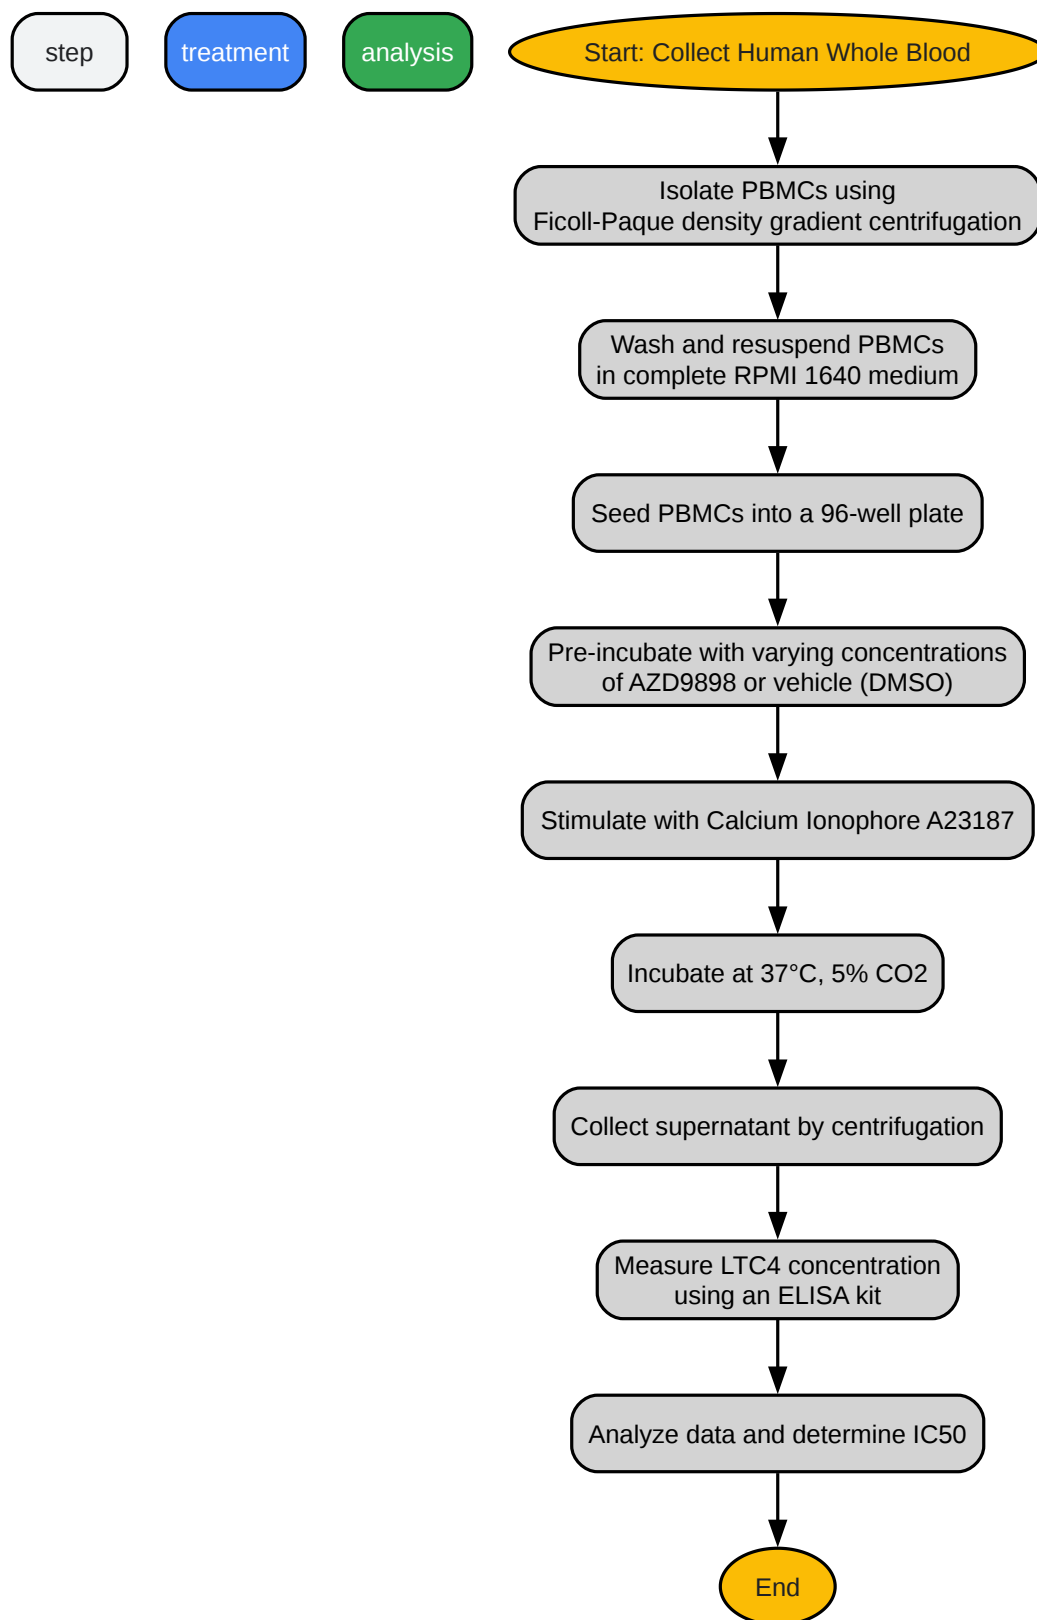 step
treatment
analysis
Start: Collect Human Whole Blood
Isolate PBMCs using
Ficoll-Paque density gradient centrifugation
Wash and resuspend PBMCs
in complete RPMI 1640 medium
Seed PBMCs into a 96-well plate
Pre-incubate with varying concentrations
of AZD9898 or vehicle (DMSO)
Stimulate with Calcium Ionophore A23187
Incubate at 37°C, 5% CO2
Collect supernatant by centrifugation
Measure LTC4 concentration
using an ELISA kit
Analyze data and determine IC50
End